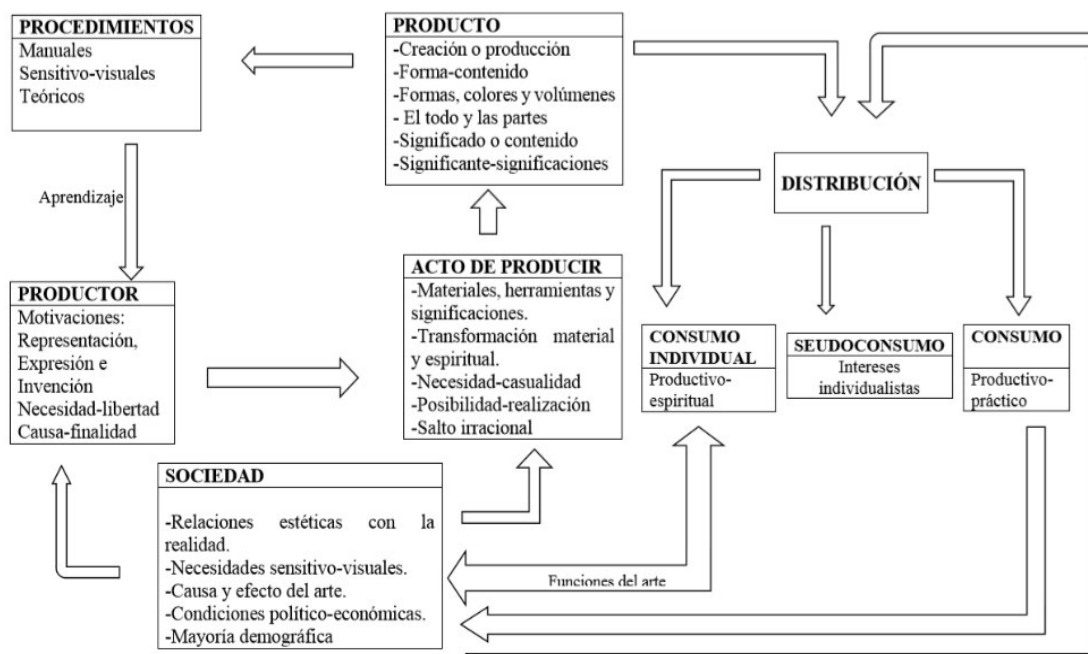 PROCEDIMIENTOS
Manuales
Sensitivo-visuales
Teóricos
PRODUCTO
-Creación o producción
-Forma-contenido
-Formas, colores y volúmenes
- El todo y las partes
-Significado o contenido
-Significante-significaciones
DISTRIBUCIÓN
Aprendizaje
PRODUCTOR
Motivaciones:
Representación,
Expresión e
Invención
Necesidad-libertad
Causa-finalidad
ACTO DE PRODUCIR
-Materiales, herramientas y
significaciones.
-Transformación material
y espiritual.
-Necesidad-casualidad
-Posibilidad-realización
-Salto irracional
CONSUMO
INDIVIDUAL
Productivo-
espiritual
SEUDOCONSUMO
Intereses
individualistas
CONSUMO
Productivo-
práctico
SOCIEDAD
-Relaciones estéticas con la
realidad.
-Necesidades sensitivo-visuales.
-Causa y efecto del arte.
-Condiciones político-económicas.
-Mayoría demográfica
Funciones del arte